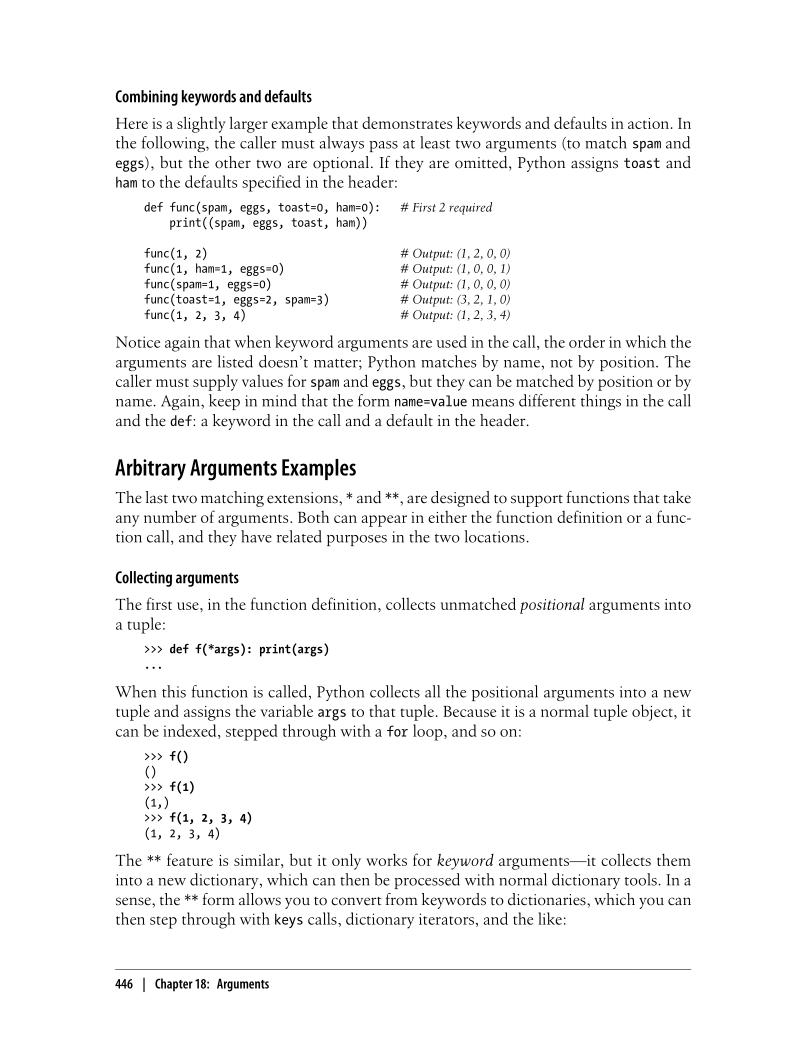 Combining keywords and defaults
Here is a slightly larger example that demonstrates keywords and defaults in action. In
the following, the caller must always pass at least two arguments (to match spam and
eggs), but the other two are optional. If they are omitted, Python assigns toast and
ham to the defaults specified in the header:
def func(spam, eggs, toast=0, ham=0):   # First 2 required
    print((spam, eggs, toast, ham))
func(1, 2)   # Output: (1, 2, 0, 0)
func(1, ham=1, eggs=0)   # Output: (1, 0, 0, 1)
func(spam=1, eggs=0)   # Output: (1, 0, 0, 0)
func(toast=1, eggs=2, spam=3)   # Output: (3, 2, 1, 0)
func(1, 2, 3, 4)   # Output: (1, 2, 3, 4)
Notice again that when keyword arguments are used in the call, the order in which the
arguments are listed doesn’t matter; Python matches by name, not by position. The
caller must supply values for spam and eggs, but they can be matched by position or by
name. Again, keep in mind that the form name=value means different things in the call
and the def: a keyword in the call and a default in the header.
Arbitrary Arguments Examples
The last two matching extensions, * and **, are designed to support functions that take
any number of arguments. Both can appear in either the function definition or a func-
tion call, and they have related purposes in the two locations.
Collecting arguments
The first use, in the function definition, collects unmatched positional arguments into
a tuple:
>>> def f(*args): print(args)
...
When this function is called, Python collects all the positional arguments into a new
tuple and assigns the variable args to that tuple. Because it is a normal tuple object, it
can be indexed, stepped through with a for loop, and so on:
>>> f()
()
>>> f(1)
(1,)
>>> f(1, 2, 3, 4)
(1, 2, 3, 4)
The ** feature is similar, but it only works for keyword arguments—it collects them
into a new dictionary, which can then be processed with normal dictionary tools. In a
sense, the ** form allows you to convert from keywords to dictionaries, which you can
then step through with keys calls, dictionary iterators, and the like:
446 | Chapter 18: Arguments